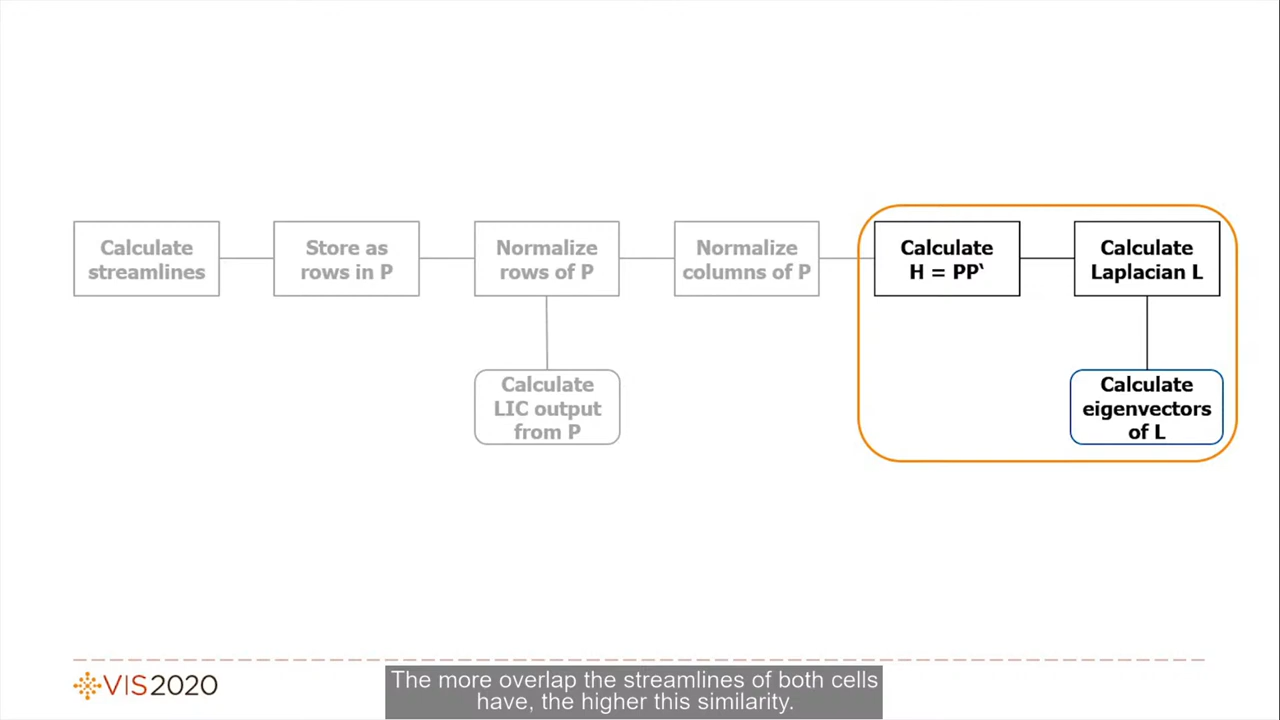 Calculate
streamlines
Store as
rows in P
Normalize
rows of P
Normalize
columns of P
Calculate
H = PP‘
Calculate
Laplacian L
Calculate
LIC output
from P
Calculate
eigenvectors
of L
VIS2020
The more overlap the streamlines of both cells
have, the higher this similarity.